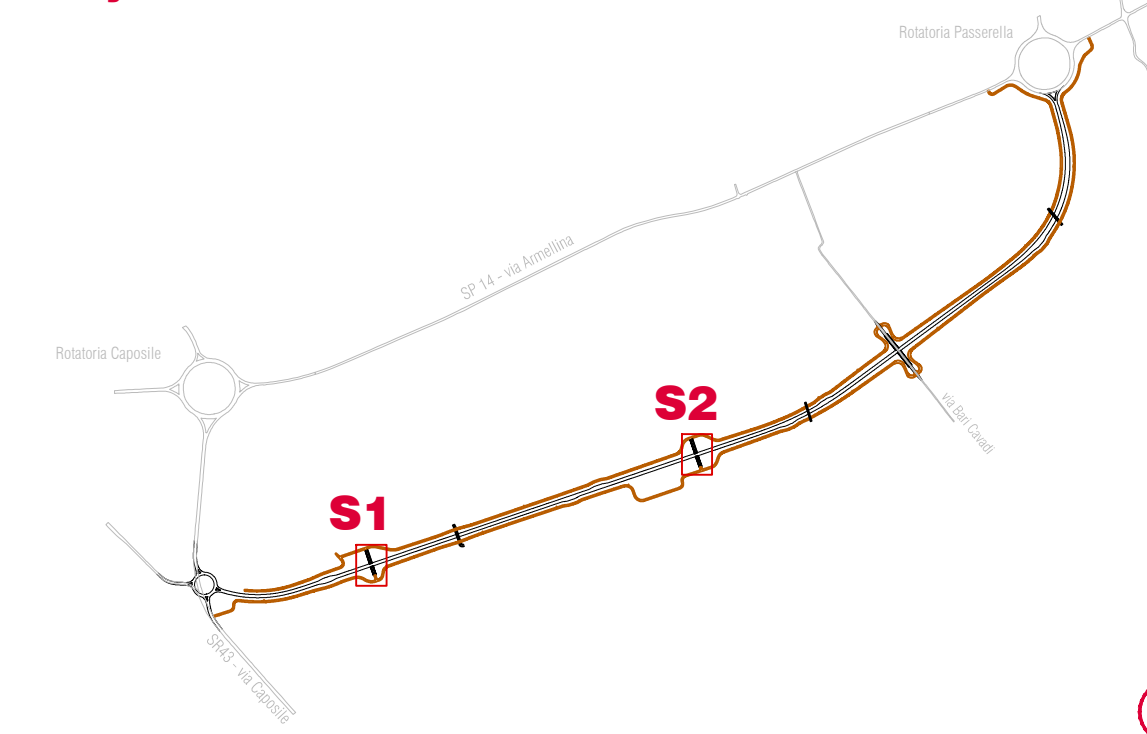 Rotatoria Passerella
SP 14 - via Armellina
Rotatoria Caposile
S2
via Bari Cavadi
S1
SR43 - via Caposile